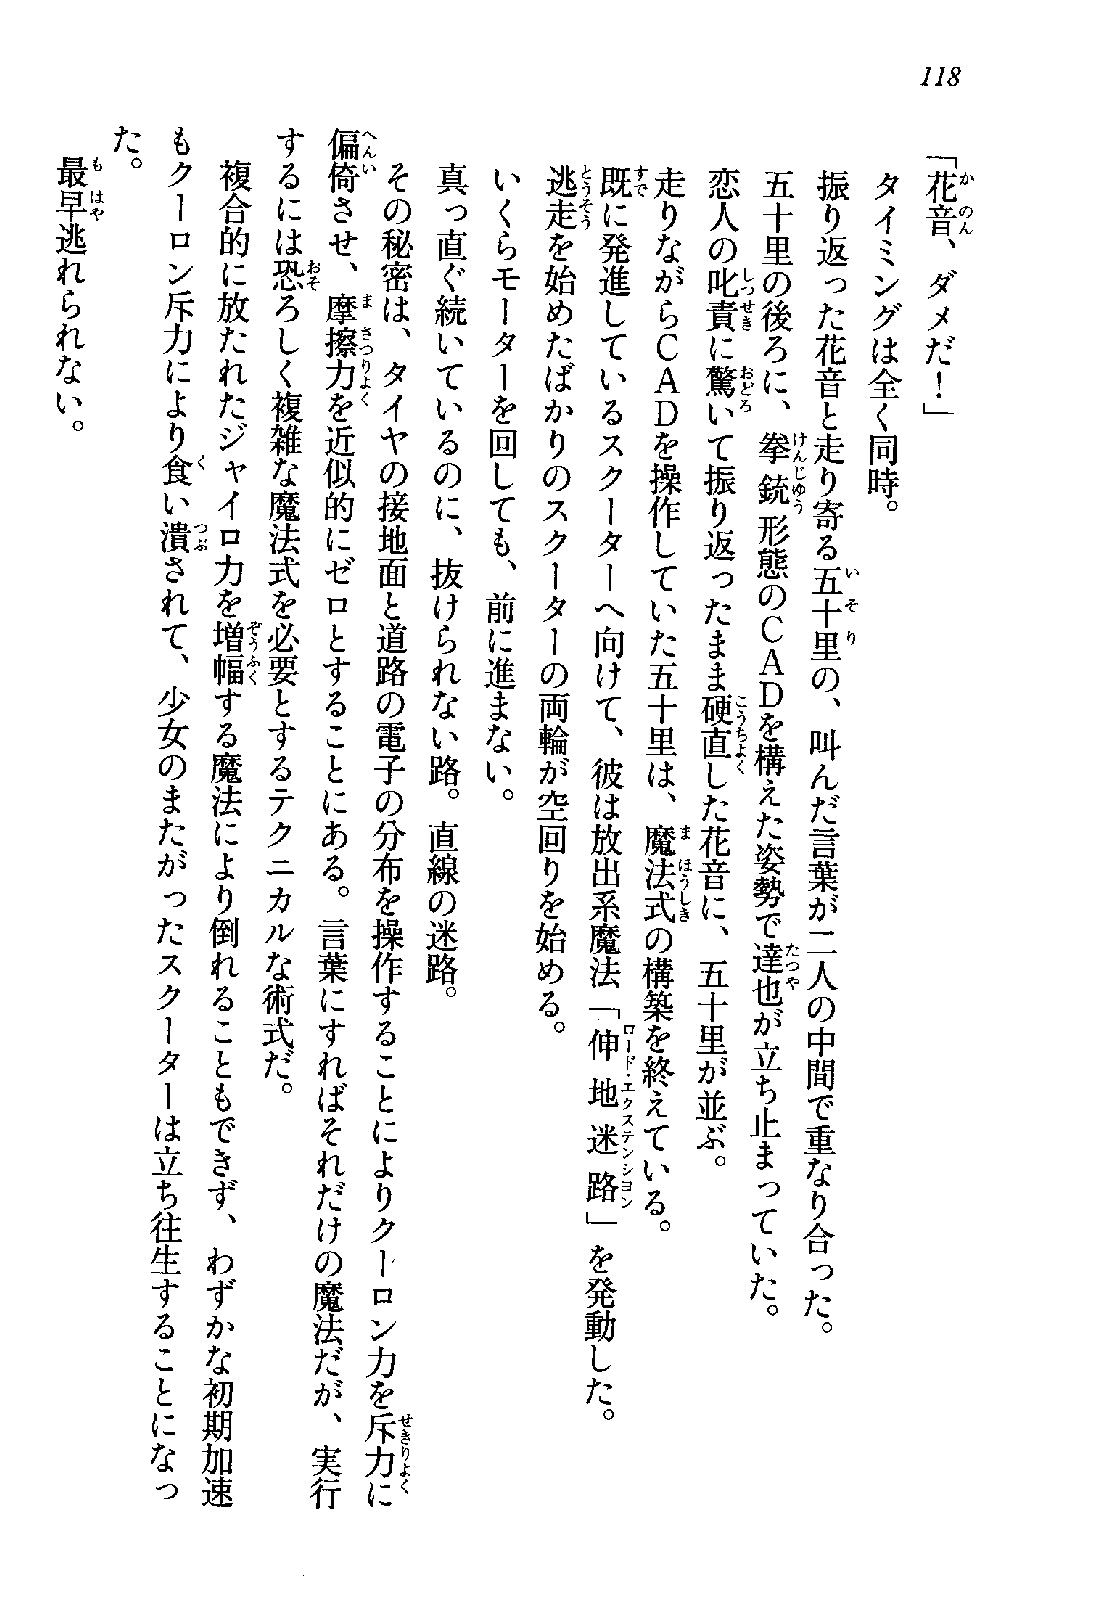 118
「花音、ダメだ！」
タイミングは全く同時。
振り返った花音と走り寄る五十里の、叫んだ言葉が二人の中間で重なり合った。
五十里の後ろに、拳銃形態のＣＡＤを構えた姿勢で達也が立ち止まっていた。
恋人の叱責に驚いて振り返ったまま硬直した花音に、五十里が並ぶ。
走りながらＣＡＤを操作していた五十里は、魔法式の構築を終えている。
既に発進しているスクーターへ向けて、彼は放出系魔法「伸地迷路」を発動した。
逃走を始めたばかりのスクーターの両輪が空回りを始める。
いくらモーターを回しても、前に進まない。
真っ直ぐ続いているのに、抜けられない路。直線の迷路。
その秘密は、タイヤの接地面と道路の電子の分布を操作することによりクーロン力を斥力に
偏倚させ、摩擦力を近似的にゼロとすることにある。言葉にすればそれだけの魔法だが、実行
するには恐ろしく複雑な魔法式を必要とするテクニカルな術式だ。
複合的に放たれたジャイロ力を増幅する魔法により倒れることもできず、わずかな初期加速
もクーロン斥力により食い潰されて、少女のまたがったスクーターは立ち往生することになっ
た。
最早逃れられない。